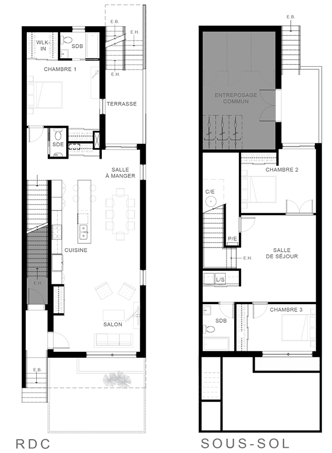 E.B.
WLK-
IN
SDB
E.H.
CHAMBRE 1
TERRASSE
SDE
SALLE
À MANGER
CUISINE
E.H.
SALON
E.B.
RDC
E.B.
E.H.
ENTREPOSAGE
COMMUN
CHAMBRE 2
C/E
P/E
SALLE
DE SÉJOUR
E.H.
L/S
SDB
CHAMBRE 3
SOUS-SOL